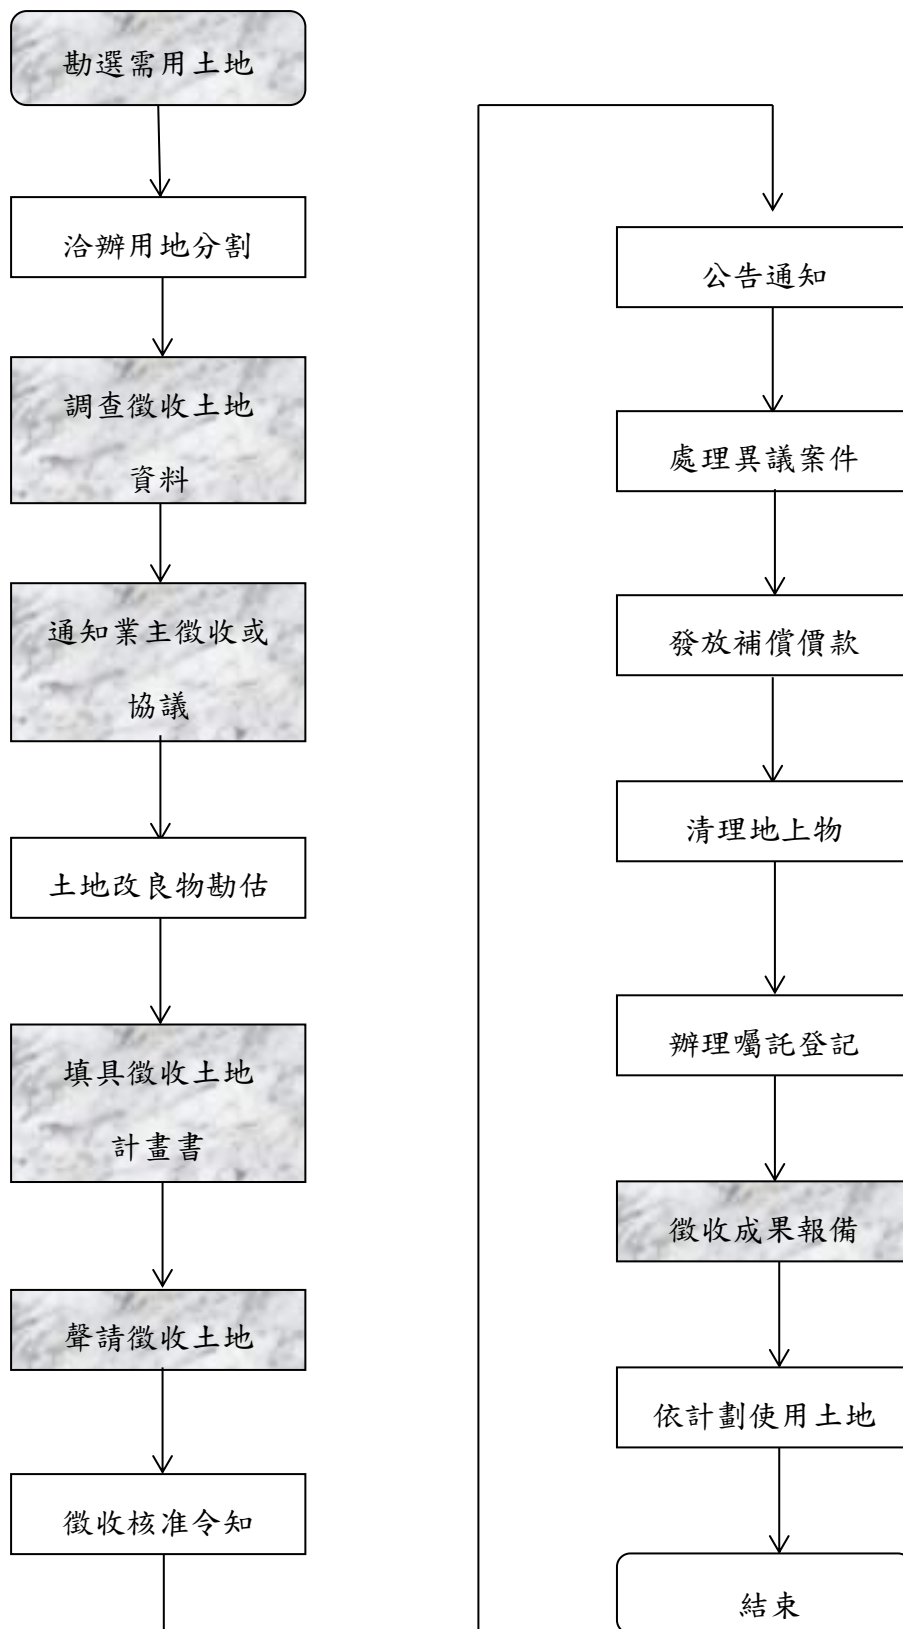 勘選需用土地
洽辦用地分割
調查徵收土地
資料
通知業主徵收或
協議
土地改良物勘估
填具徵收土地
計畫書
聲請徵收土地
徵收核准令知
公告通知
處理異議案件
發放補償價款
清理地上物
辦理囑託登記
徵收成果報備
依計劃使用土地
結束